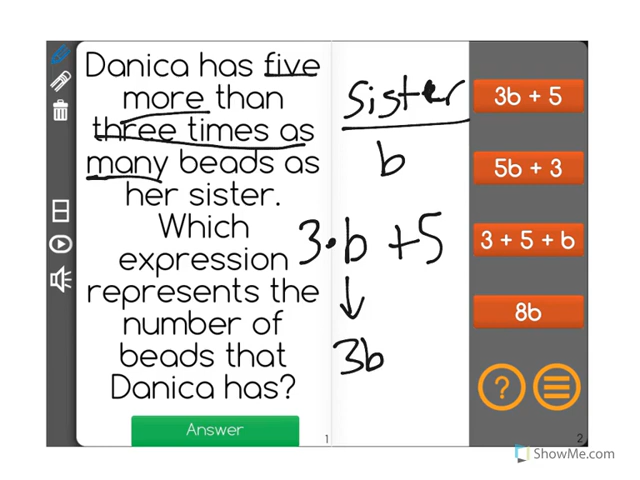 Danica has five
more than
three times as
many beads as
her sister.
Which
expression
represents the
number of
beads that
Danica has?
Answer
1
sister
b
3·b +5
↓
3b
3b + 5
5b + 3
3 + 5 + b
8b
?
2
ShowMe.com